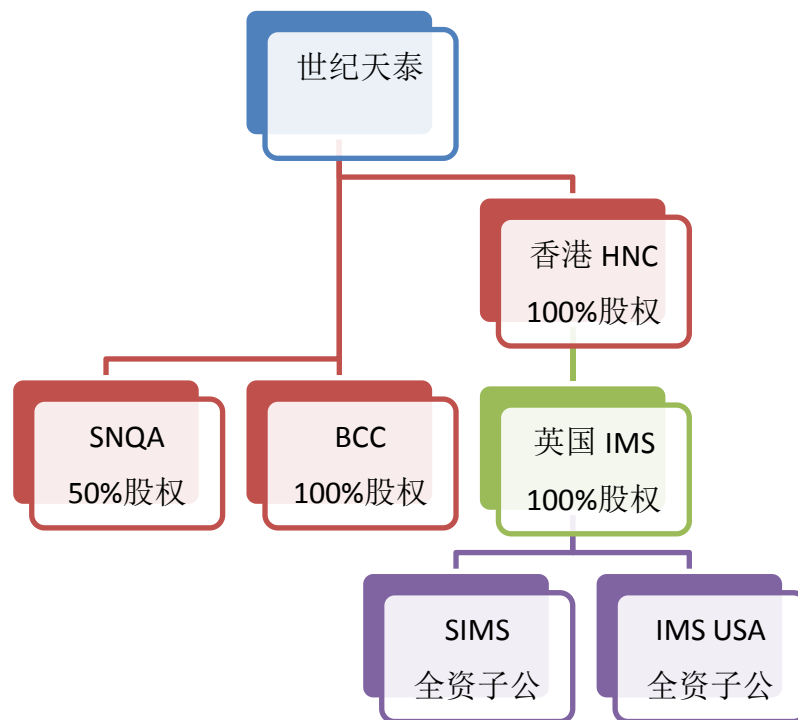 世纪天泰
香港 HNC
100%股权
SNQA
50%股权
BCC
100%股权
英国 IMS
100%股权
SIMS
全资子公
IMS USA
全资子公